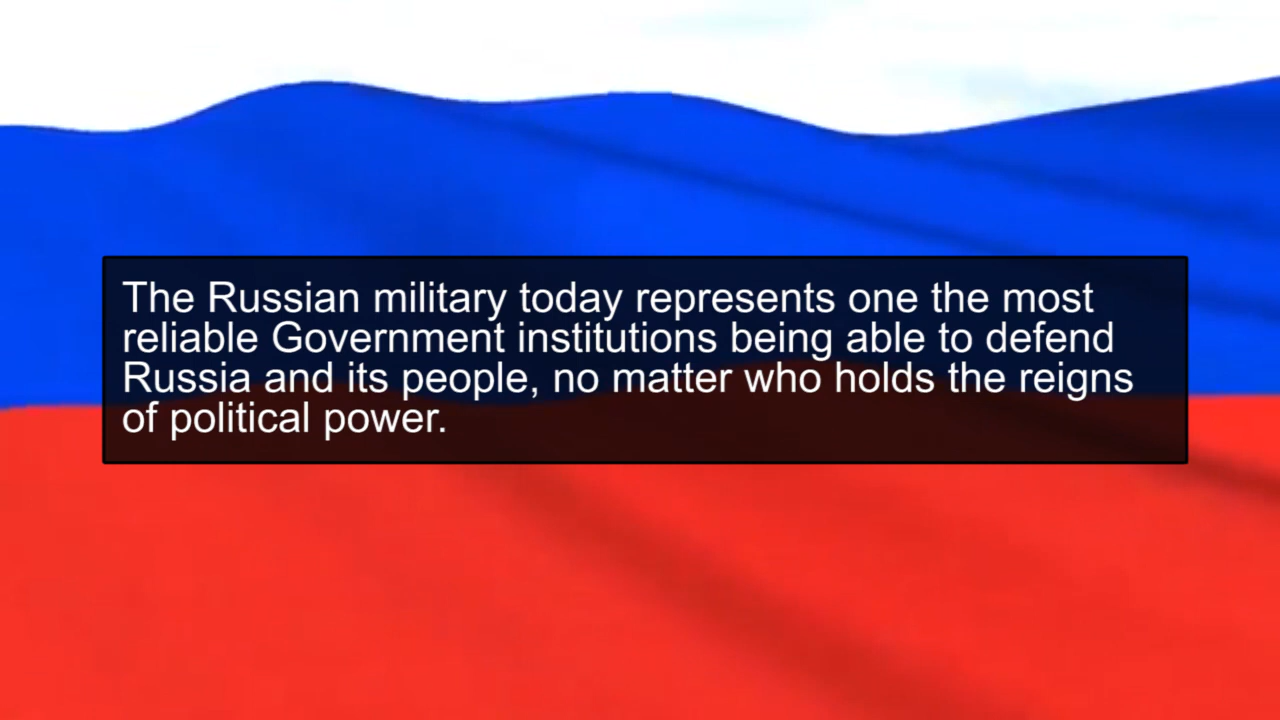 The Russian military today represents one the most
reliable Government institutions being able to defend
Russia and its people, no matter who holds the reigns
of political power.